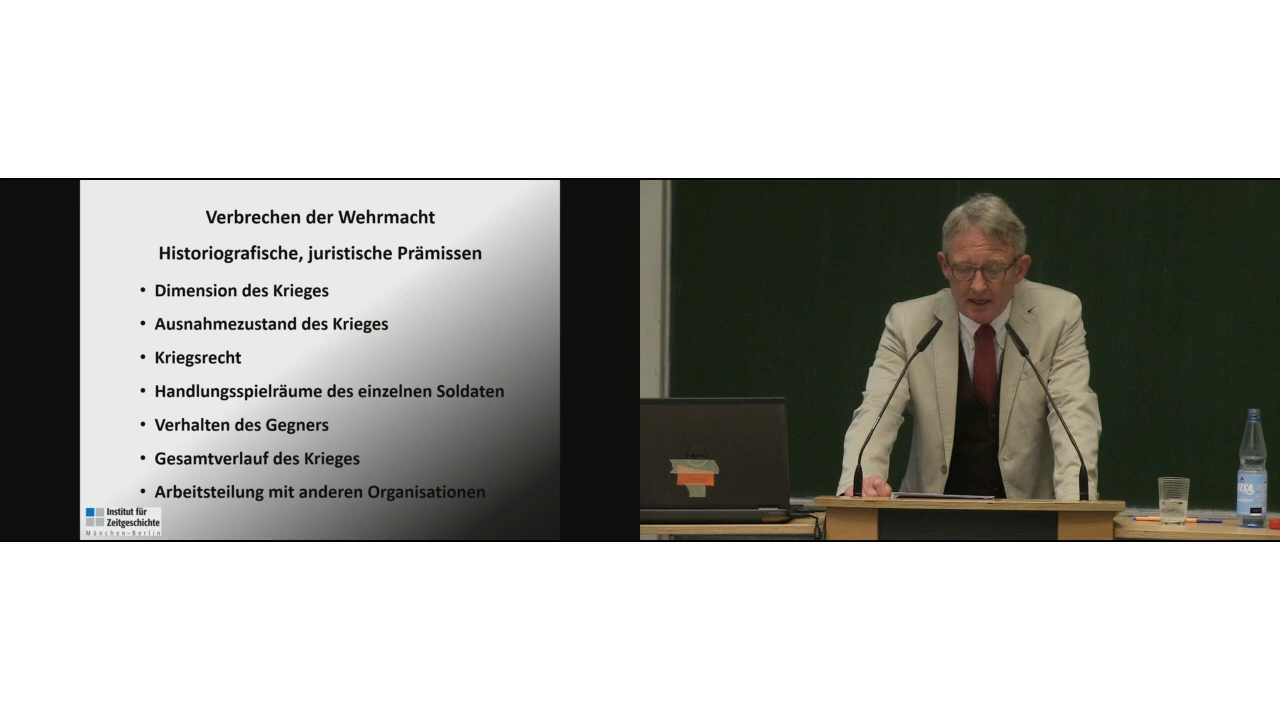 Verbrechen der Wehrmacht
Historiografische, juristische Prämissen
• Dimension des Krieges
• Ausnahmezustand des Krieges
• Kriegsrecht
• Handlungsspielräume des einzelnen Soldaten
• Verhalten des Gegners
• Gesamtverlauf des Krieges
• Arbeitsteilung mit anderen Organisationen
Institut für
Zeitgeschichte
München-Berlin